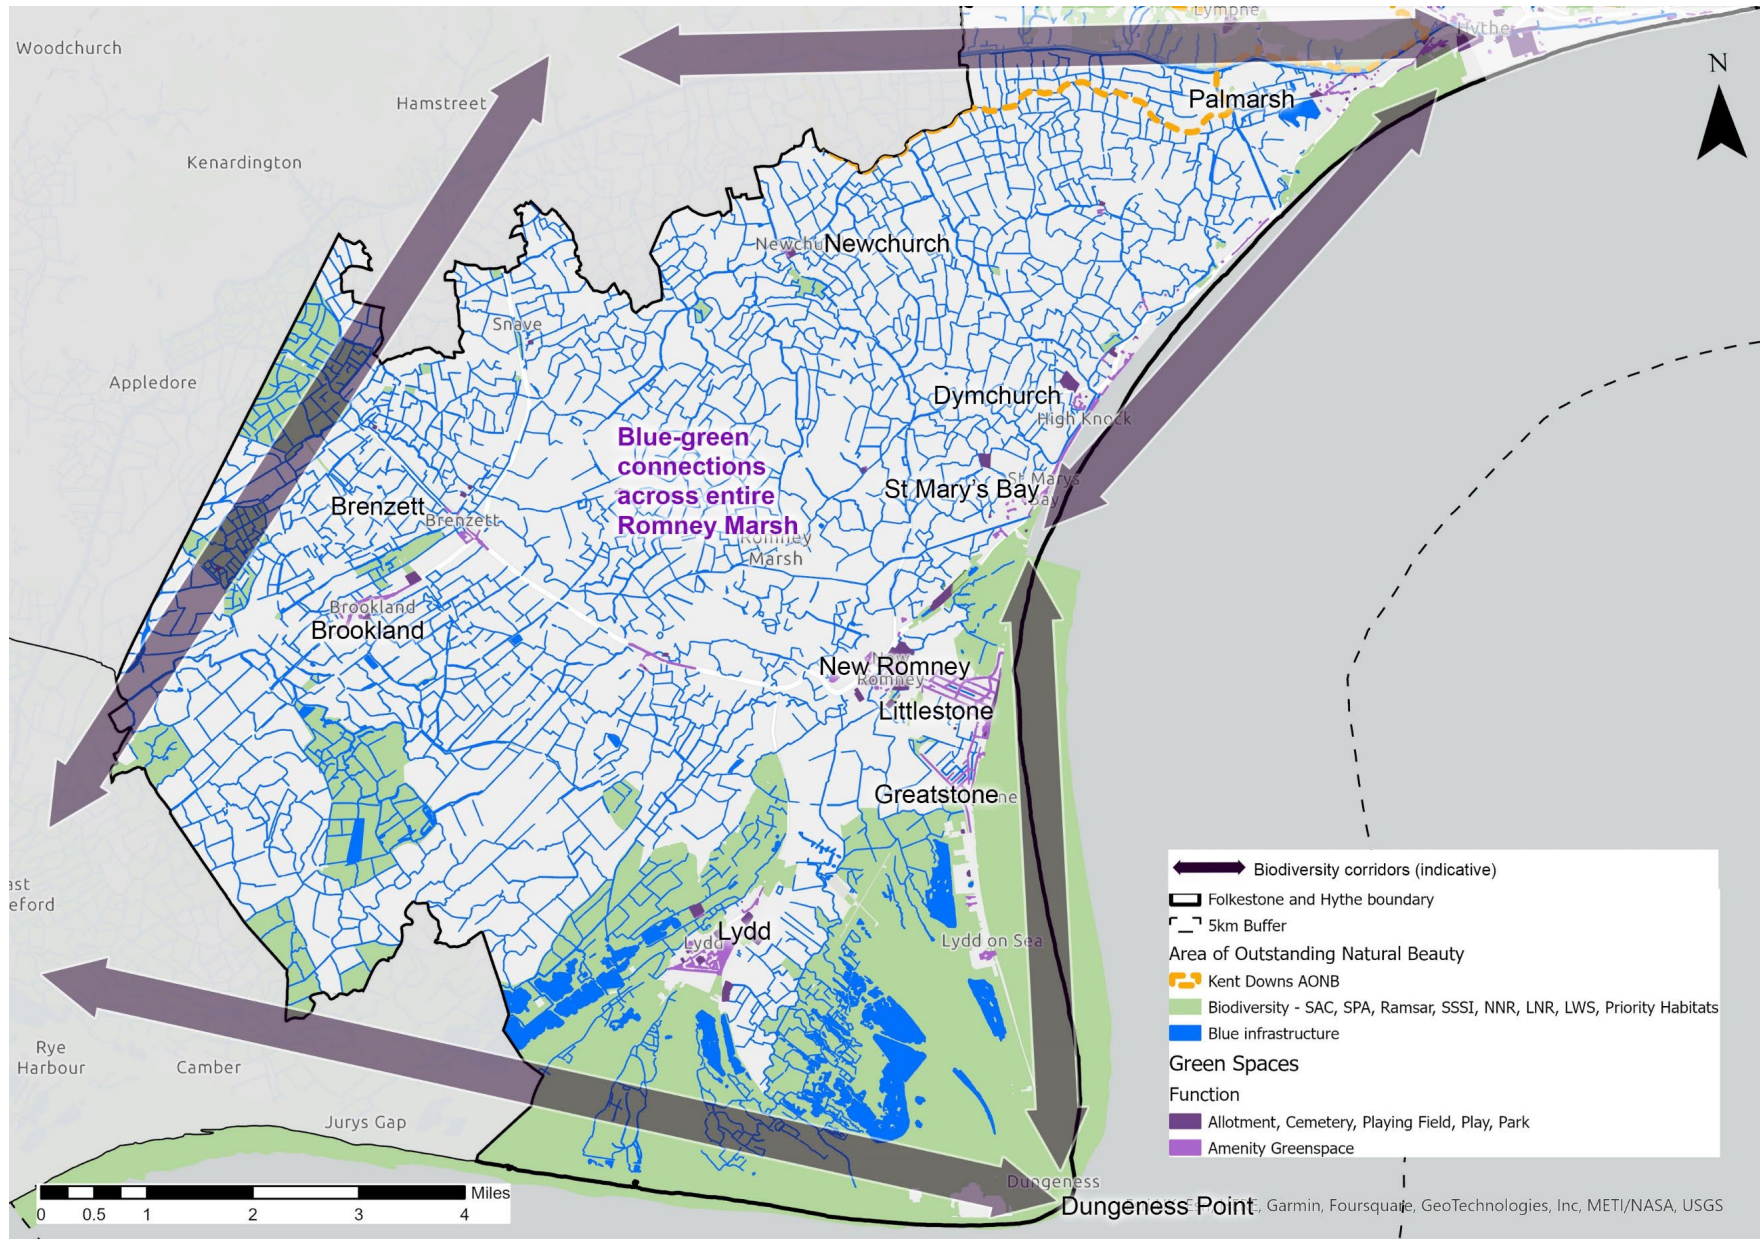 Lympne
Hythe
Woodchurch
N
Hamstreet
Palmarsh
Kenardington
Newchu
Newchurch
Snave
Appledore
Dymchurch
High Knock
Blue-green
connections
across entire
Romney Marsh
St Mary's Bay
St Marys
Bay
Brenzett
Brenzett
Romney
Marsh
Brookland
Brookland
New Romney
New
Romney
Littlestone
Greatstone
ne
Lydd
Lydd
Lydd on Sea
ast
eford
Rye
Harbour
Camber
Jurys Gap
Dungeness
Dungeness Point
Biodiversity corridors (indicative)
Folkestone and Hythe boundary
5km Buffer
Area of Outstanding Natural Beauty
Kent Downs AONB
Biodiversity - SAC, SPA, Ramsar, SSSI, NNR, LNR, LWS, Priority Habitats
Blue infrastructure
Green Spaces
Function
Allotment, Cemetery, Playing Field, Play, Park
Amenity Greenspace
Miles
0 0.5 1 2 3 4
Garmin, Foursquare, GeoTechnologies, Inc, METI/NASA, USGS